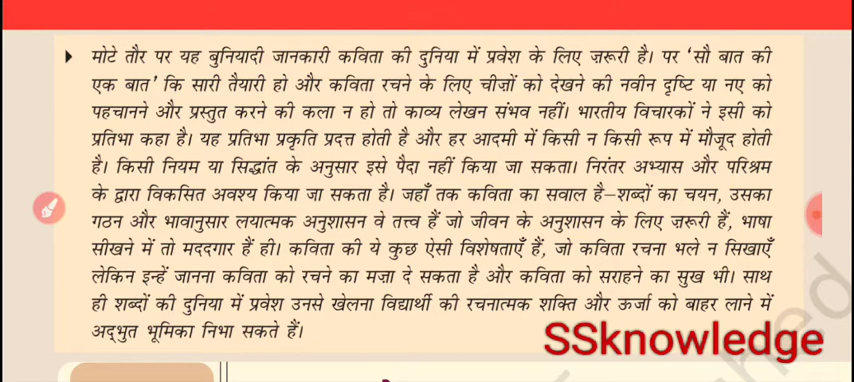 मोटे तौर पर यह बुनियादी जानकारी कविता की दुनिया में प्रवेश के लिए ज़रूरी है। पर ‘सौ बात की
एक बात’ कि सारी तैयारी हो और कविता रचने के लिए चीज़ों को देखने की नवीन दृष्टि या नए को
पहचानने और प्रस्तुत करने की कला न हो तो काव्य लेखन संभव नहीं। भारतीय विचारकों ने इसी को
प्रतिभा कहा है। यह प्रतिभा प्रकृति प्रदत्त होती है और हर आदमी में किसी न किसी रूप में मौजूद होती
है। किसी नियम या सिद्धांत के अनुसार इसे पैदा नहीं किया जा सकता। निरंतर अभ्यास और परिश्रम
के द्वारा विकसित अवश्य किया जा सकता है। जहाँ तक कविता का सवाल है–शब्दों का चयन, उसका
गठन और भावानुसार लयात्मक अनुशासन वे तत्त्व हैं जो जीवन के अनुशासन के लिए ज़रूरी हैं, भाषा
सीखने में तो मददगार हैं ही। कविता की ये कुछ ऐसी विशेषताएँ हैं, जो कविता रचना भले न सिखाएँ
लेकिन इन्हें जानना कविता को रचने का मज़ा दे सकता है और कविता को सराहने का सुख भी। साथ
ही शब्दों की दुनिया में प्रवेश उनसे खेलना विद्यार्थी की रचनात्मक शक्ति और ऊर्जा को बाहर लाने में
अद्भुत भूमिका निभा सकते हैं।
SSknowledge